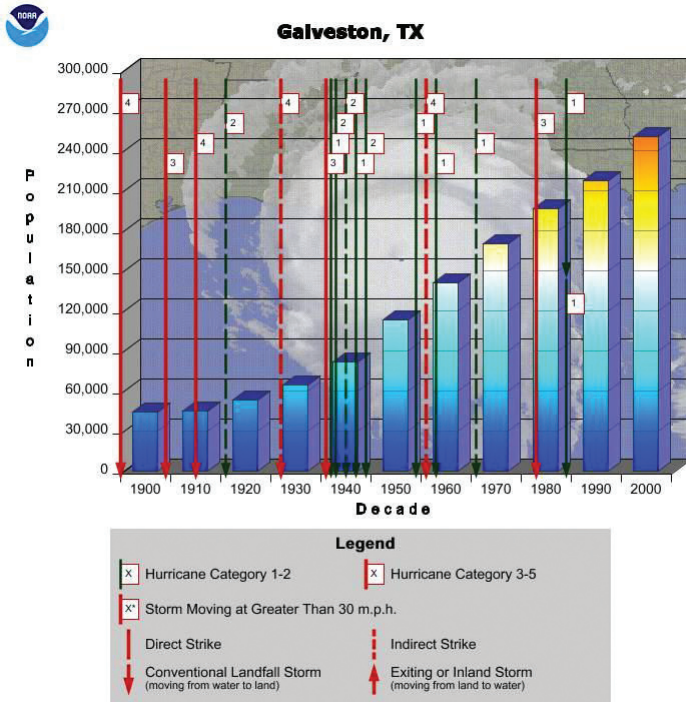 NOAA
Galveston, TX
Population
300,000
270,000
240,000
210,000
180,000
150,000
120,000
90,000
60,000
30,000
0
4 4 2 4 1
2 2 1 3
4 1 2 1
3 3 1 1
1
1900 1910 1920 1930 1940 1950 1960 1970 1980 1990 2000
Decade
Legend
X Hurricane Category 1-2 X Hurricane Category 3-5
X* Storm Moving at Greater Than 30 m.p.h.
Direct Strike Indirect Strike
Conventional Landfall Storm Exiting or Inland Storm
(moving from water to land) (moving from land to water)